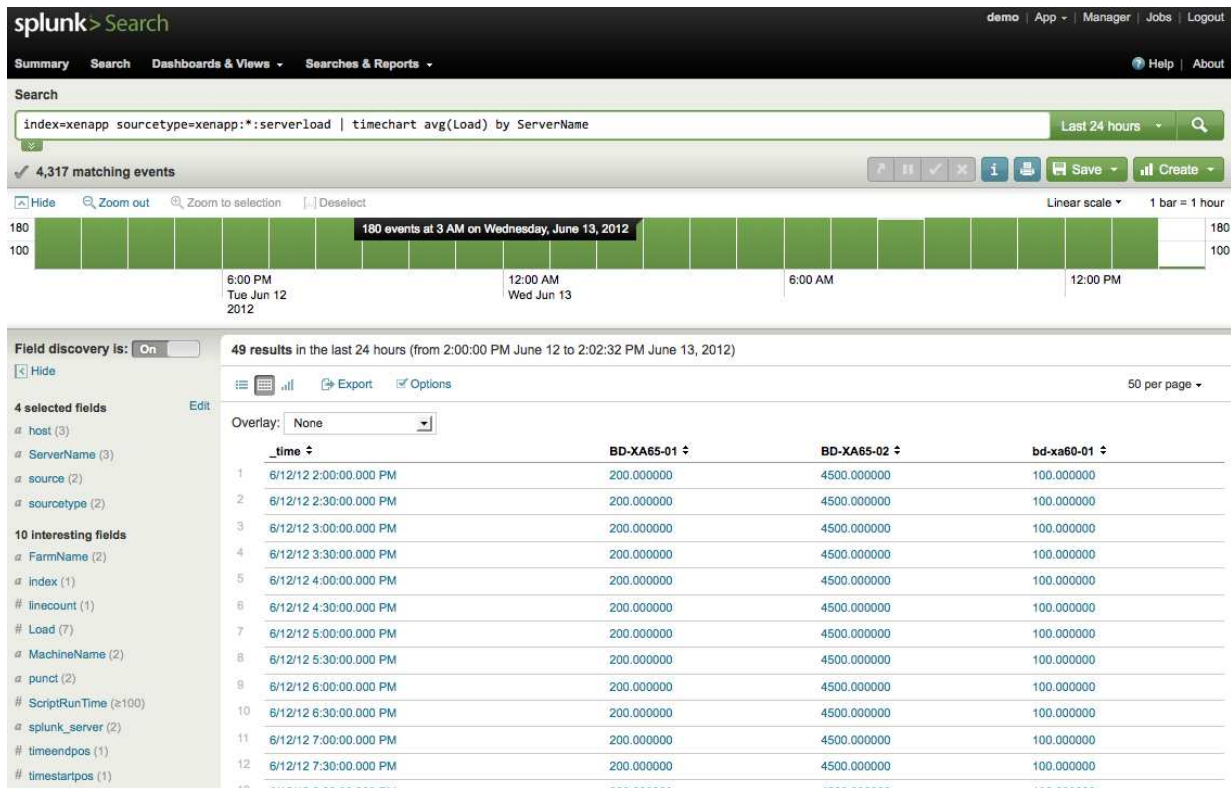 splunk> Search
demo | App | Manager | Jobs | Logout
Summary Search Dashboards & Views Searches & Reports
Help | About
Search
index=xenapp sourcetype=xenapp:*:serverload | timechart avg(Load) by ServerName
Last 24 hours
4,317 matching events
i Save Create
Hide Zoom out Zoom to selection [..] Deselect
Linear scale 1 bar = 1 hour
180 180 events at 3 AM on Wednesday, June 13, 2012 180
100 100
6:00 PM 12:00 AM 6:00 AM 12:00 PM
Tue Jun 12 Wed Jun 13
2012
Field discovery is: On
Hide
4 selected fields Edit
a host (3)
a ServerName (3)
a source (2)
a sourcetype (2)
10 interesting fields
a FarmName (2)
a index (1)
# linecount (1)
# Load (7)
a MachineName (2)
a punct (2)
# ScriptRunTime (≥100)
a splunk_server (2)
# timeendpos (1)
# timestartpos (1)
49 results in the last 24 hours (from 2:00:00 PM June 12 to 2:02:32 PM June 13, 2012)
Export Options
50 per page
Overlay: None
_time BD-XA65-01 BD-XA65-02 bd-xa60-01
1 6/12/12 2:00:00.000 PM 200.000000 4500.000000 100.000000
2 6/12/12 2:30:00.000 PM 200.000000 4500.000000 100.000000
3 6/12/12 3:00:00.000 PM 200.000000 4500.000000 100.000000
4 6/12/12 3:30:00.000 PM 200.000000 4500.000000 100.000000
5 6/12/12 4:00:00.000 PM 200.000000 4500.000000 100.000000
6 6/12/12 4:30:00.000 PM 200.000000 4500.000000 100.000000
7 6/12/12 5:00:00.000 PM 200.000000 4500.000000 100.000000
8 6/12/12 5:30:00.000 PM 200.000000 4500.000000 100.000000
9 6/12/12 6:00:00.000 PM 200.000000 4500.000000 100.000000
10 6/12/12 6:30:00.000 PM 200.000000 4500.000000 100.000000
11 6/12/12 7:00:00.000 PM 200.000000 4500.000000 100.000000
12 6/12/12 7:30:00.000 PM 200.000000 4500.000000 100.000000